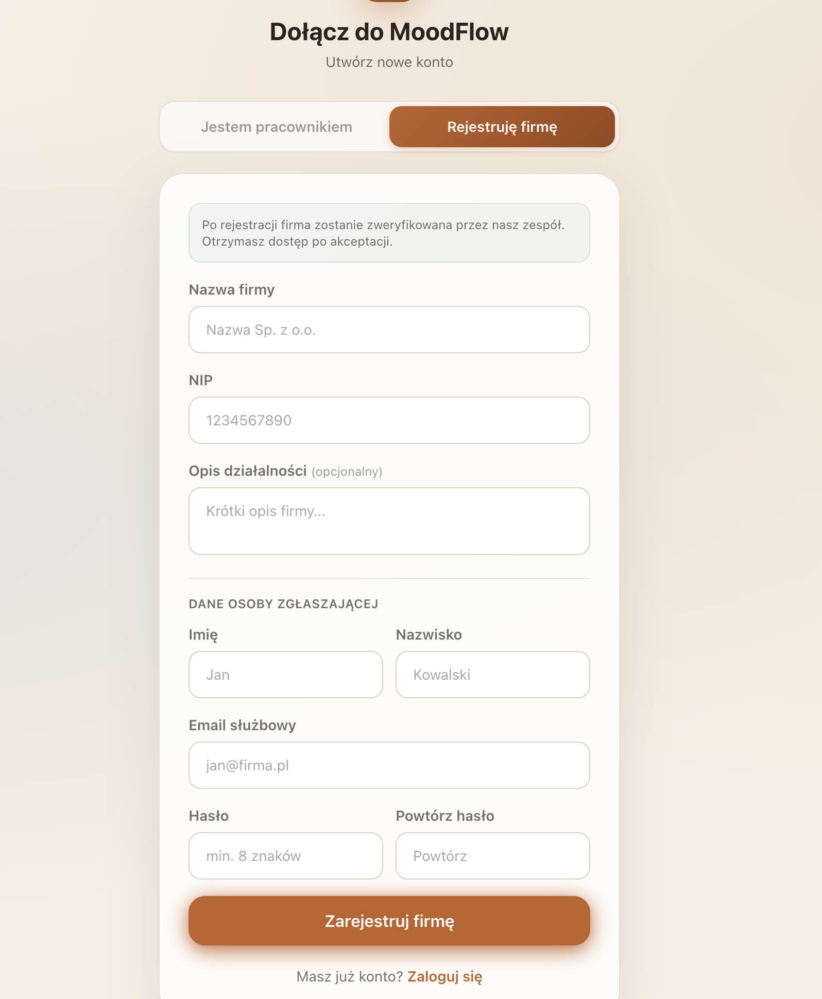 Dołącz do MoodFlow
Utwórz nowe konto
Jestem pracownikiem
Rejestruję firmę
Po rejestracji firma zostanie zweryfikowana przez nasz zespół.
Otrzymasz dostęp po akceptacji.
Nazwa firmy
Nazwa Sp. z o.o.
NIP
1234567890
Opis działalności (opcjonalny)
Krótki opis firmy...
DANE OSOBY ZGŁASZAJĄCEJ
Imię
Nazwisko
Jan
Kowalski
Email służbowy
jan@firma.pl
Hasło
Powtórz hasło
min. 8 znaków
Powtórz
Zarejestruj firmę
Masz już konto? Zaloguj się